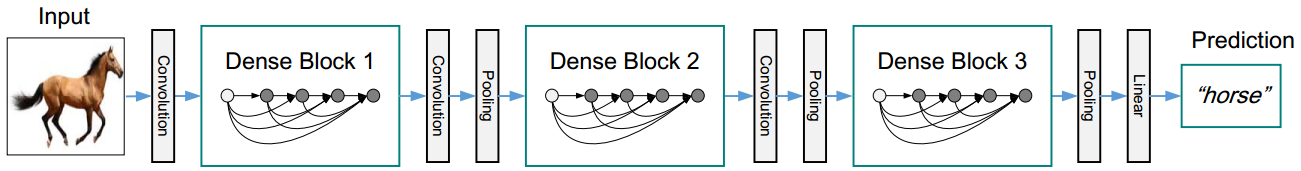 Input
Convolution
Dense Block 1
Convolution
Pooling
Dense Block 2
Convolution
Pooling
Dense Block 3
Pooling
Linear
Prediction
“horse”